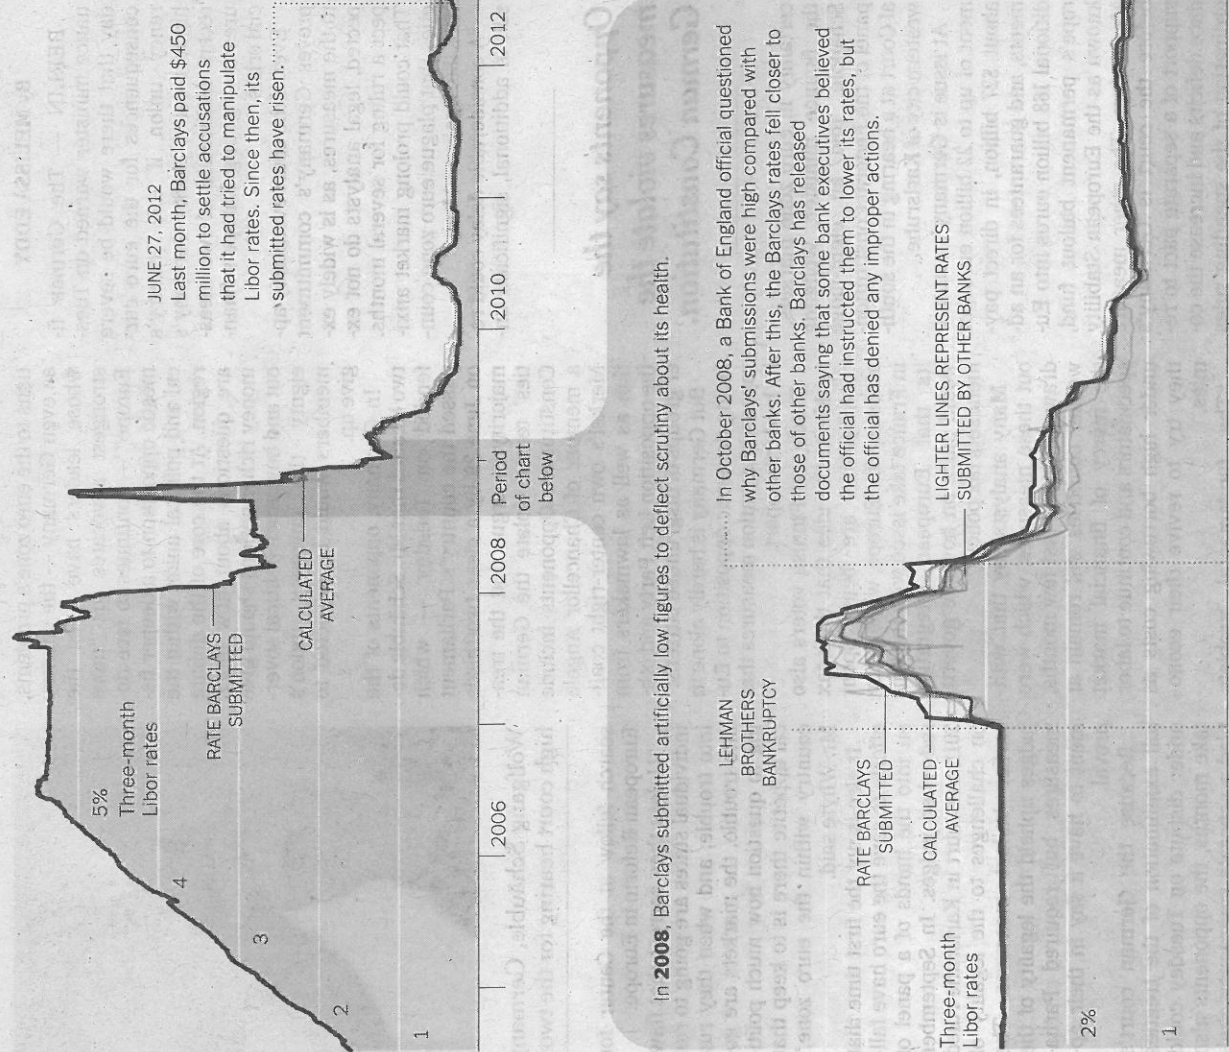 JUNE 27, 2012
Last month, Barclays paid $450
million to settle accusations
that it had tried to manipulate
Libor rates. Since then, its
submitted rates have risen.
5%
Three-month
Libor rates
4
3
2
1
RATE BARCLAYS
SUBMITTED
CALCULATED
AVERAGE
2006
2008
2010
2012
Period
of chart
below
In 2008, Barclays submitted artificially low figures to deflect scrutiny about its health.
LEHMAN
BROTHERS
BANKRUPTCY
In October 2008, a Bank of England official questioned
why Barclays' submissions were high compared with
other banks. After this, the Barclays rates fell closer to
those of other banks. Barclays has released
documents saying that some bank executives believed
the official had instructed them to lower its rates, but
the official has denied any improper actions.
RATE BARCLAYS
SUBMITTED
CALCULATED
AVERAGE
LIGHTER LINES REPRESENT RATES
SUBMITTED BY OTHER BANKS
Three-month
Libor rates
2%
1